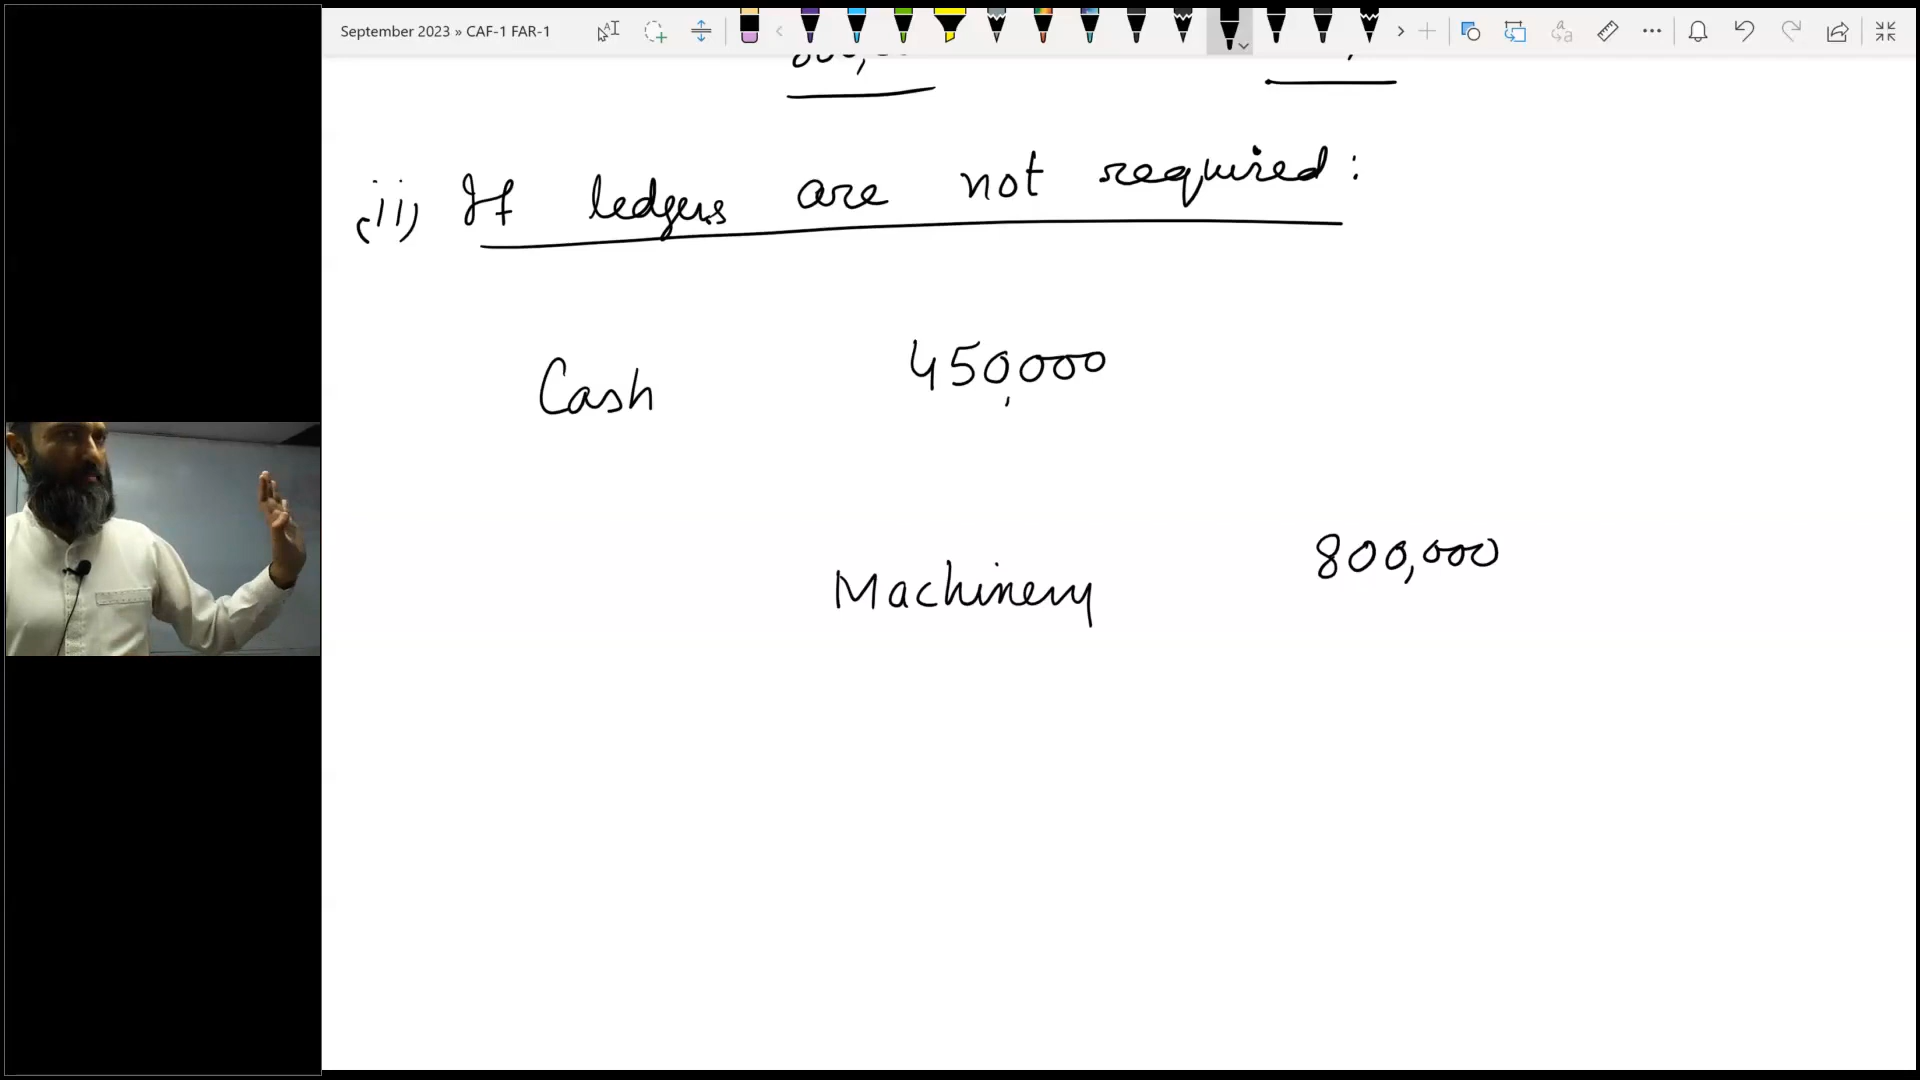 September 2023 » CAF-1 FAR-1
(ii) If ledgers are not required:
Cash 450,000
Machinery 800,000